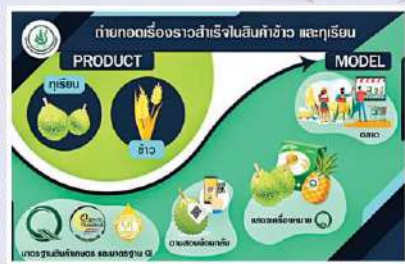 ถ่ายทอดเรื่องราวสำเร็จในสินค้าข้าว และทุเรียน
PRODUCT
MODEL
ทุเรียน
ข้าว
ตลาด
Q
มาตรฐานสินค้าเกษตร และมาตรฐาน GI
ตามสอบย้อนกลับ
แสดงเครื่องหมาย Q